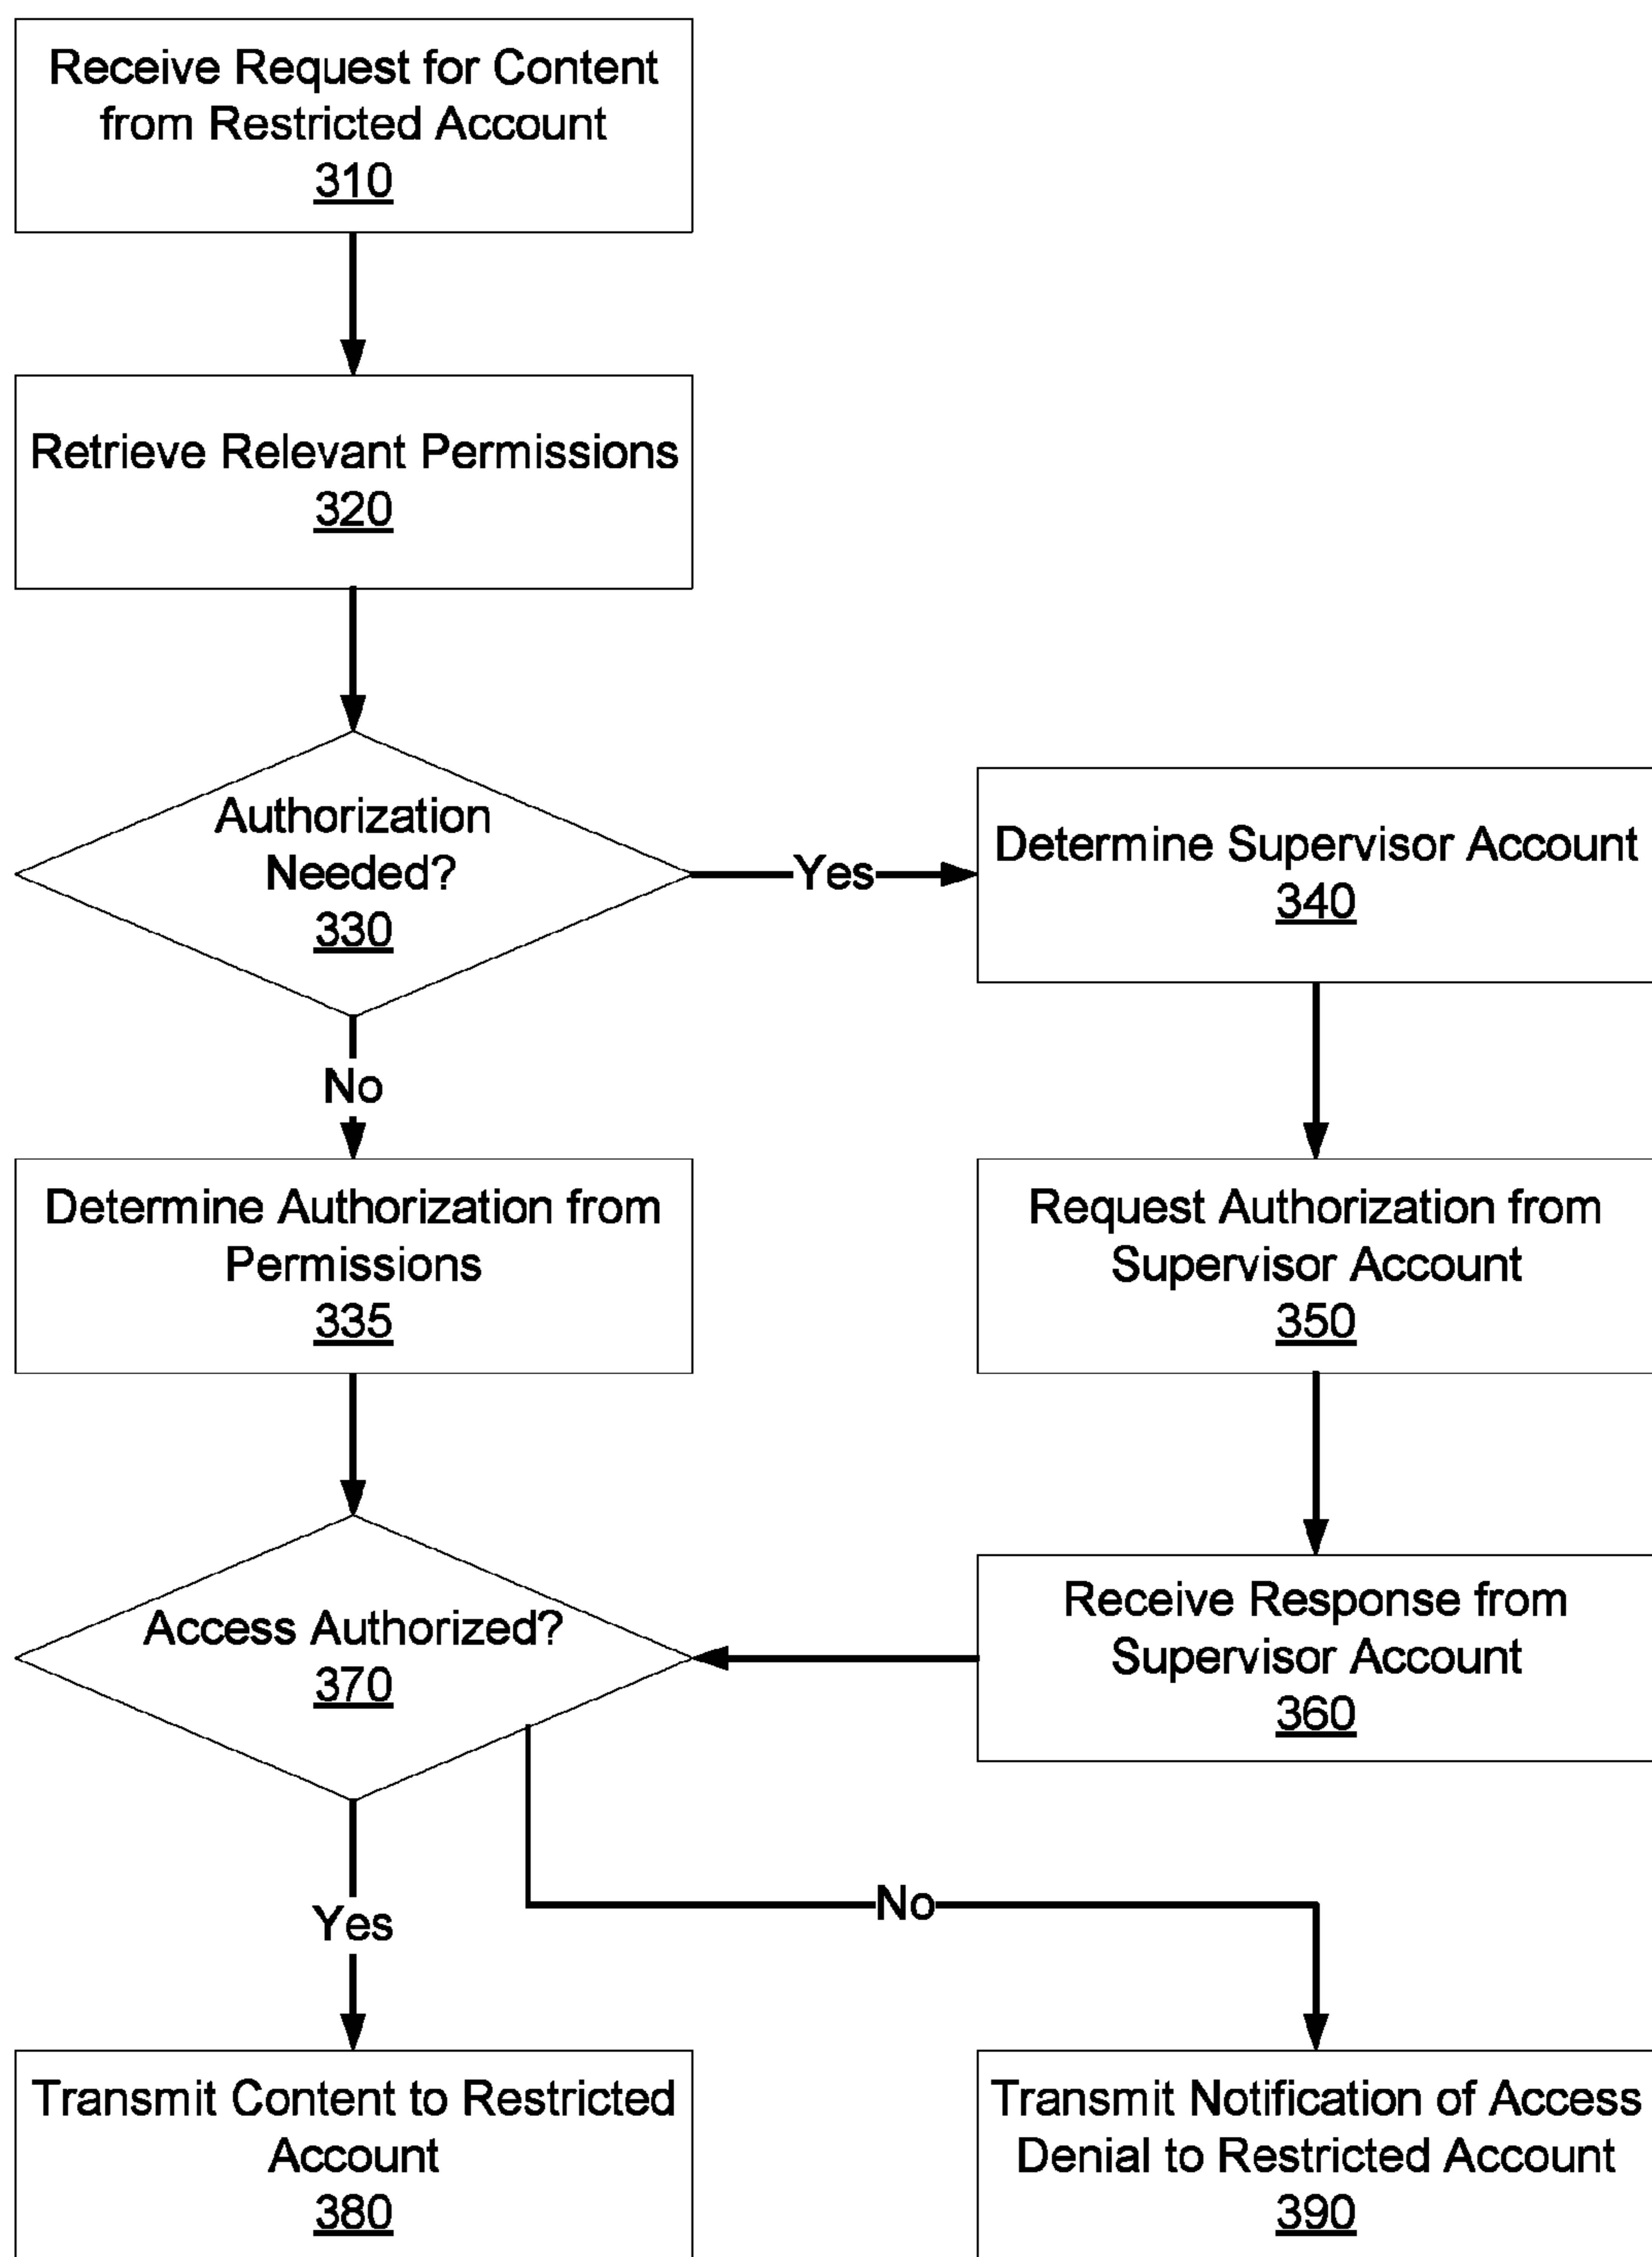 Receive Request for Content
from Restricted Account
310
Retrieve Relevant Permissions
320
Authorization
Needed?
330
Yes
Determine Supervisor Account
340
No
Determine Authorization from
Permissions
335
Request Authorization from
Supervisor Account
350
Access Authorized?
370
Receive Response from
Supervisor Account
360
Yes
No
Transmit Content to Restricted
Account
380
Transmit Notification of Access
Denial to Restricted Account
390